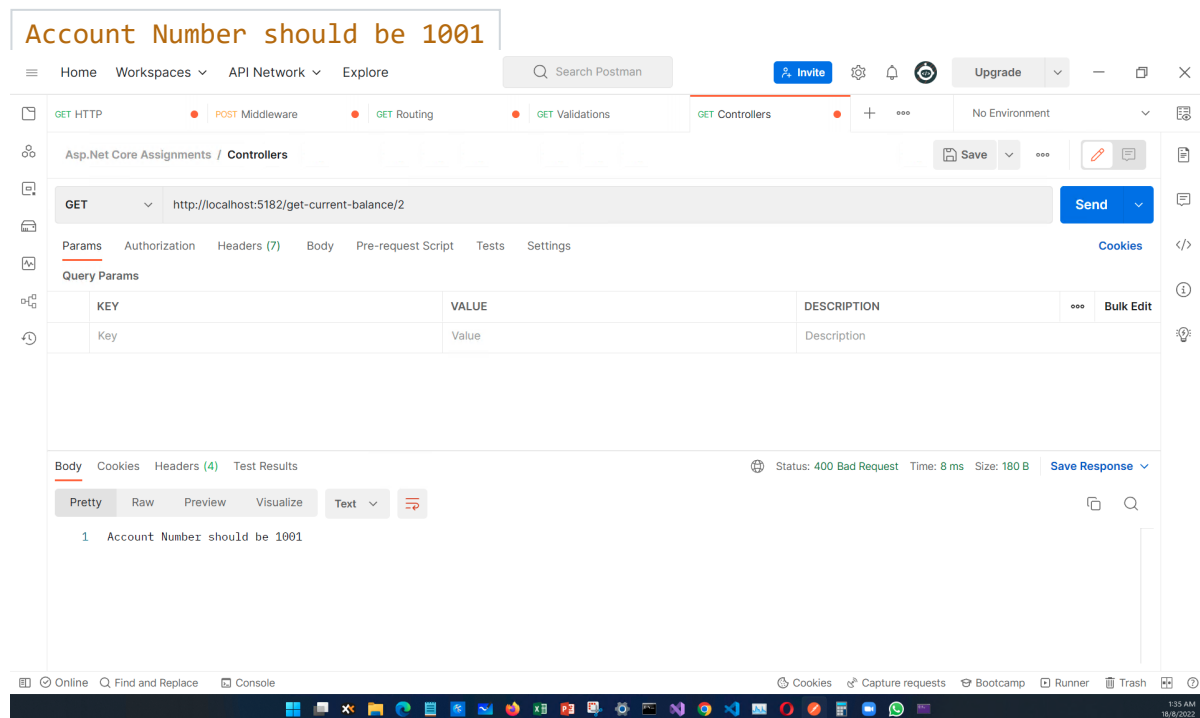 Account Number should be 1001
Home Workspaces API Network Explore Search Postman Invite Upgrade
GET HTTP POST Middleware GET Routing GET Validations GET Controllers No Environment
Asp.Net Core Assignments / Controllers Save
GET http://localhost:5182/get-current-balance/2 Send
Params Authorization Headers (7) Body Pre-request Script Tests Settings Cookies
Query Params
KEY VALUE DESCRIPTION Bulk Edit
Key Value Description
Body Cookies Headers (4) Test Results Status: 400 Bad Request Time: 8 ms Size: 180 B Save Response
Pretty Raw Preview Visualize Text
1 Account Number should be 1001
Online Find and Replace Console Cookies Capture requests Bootcamp Runner Trash
1:35 AM
18/8/2022